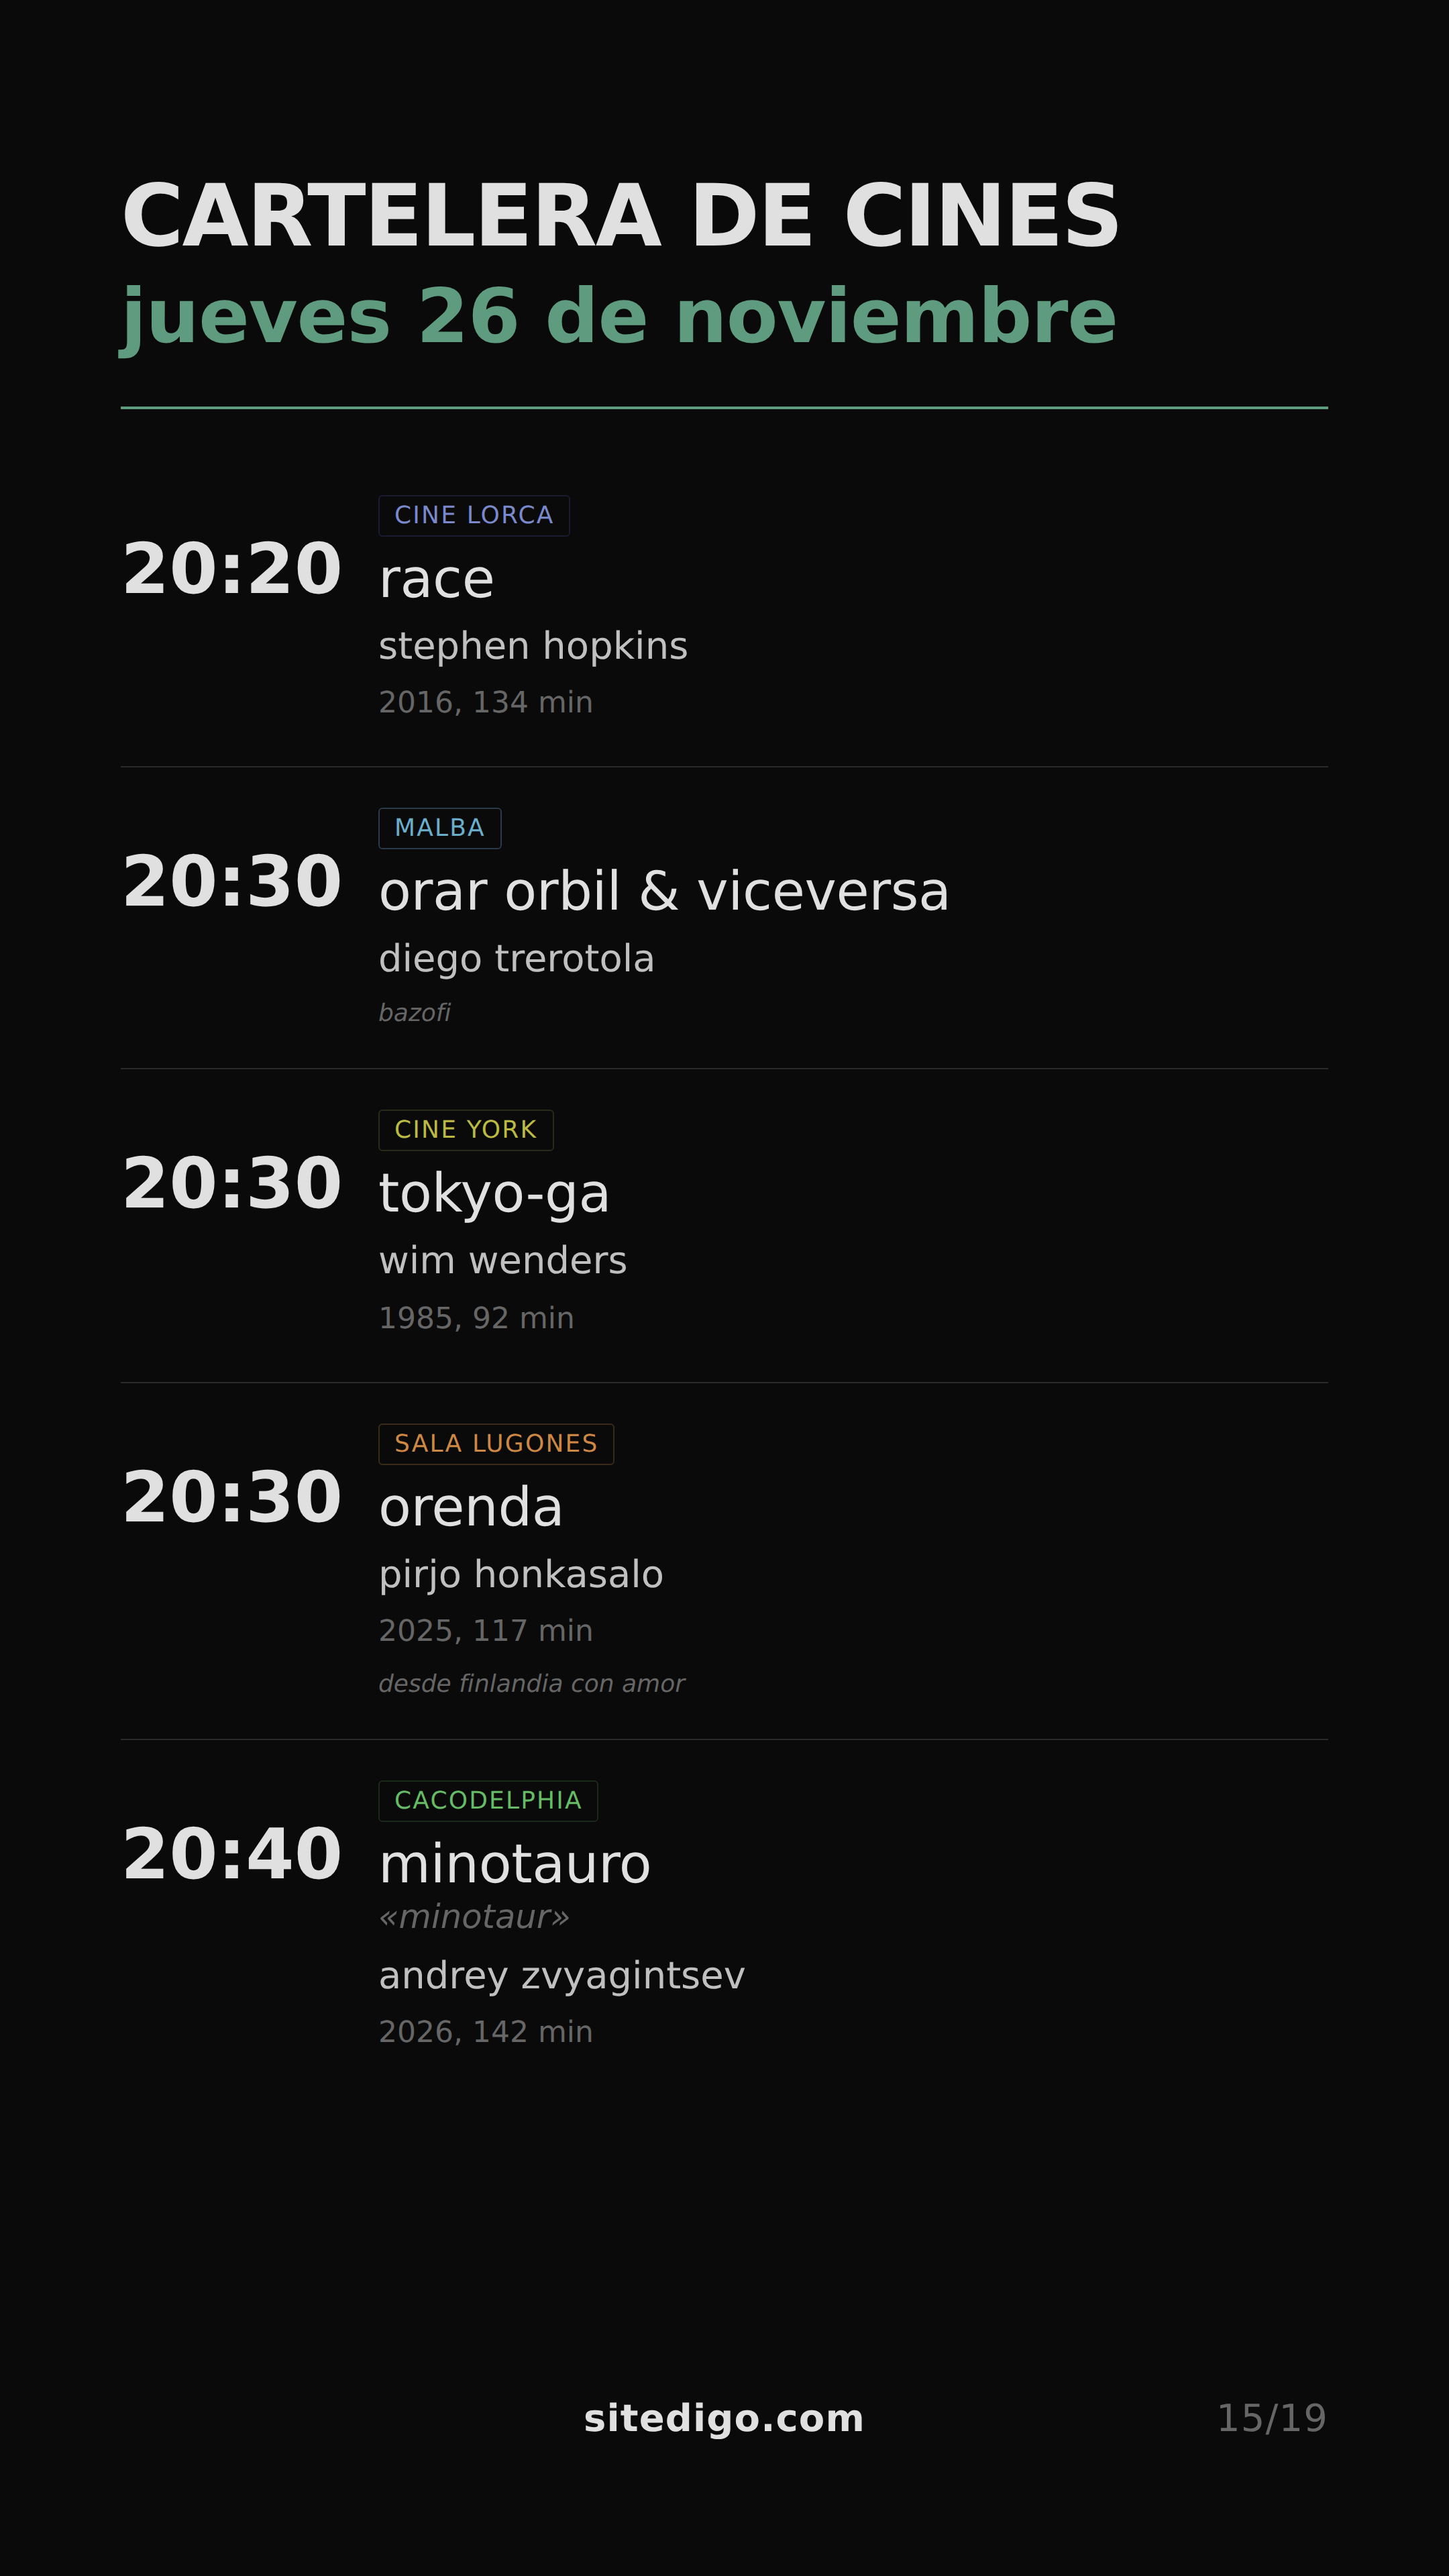 CARTELERA DE CINES
jueves 26 de noviembre
CINE LORCA
20:20
race
stephen hopkins
2016, 134 min
MALBA
20:30
orar orbil & viceversa
diego trerotola
bazofi
CINE YORK
20:30
tokyo-ga
wim wenders
1985, 92 min
SALA LUGONES
20:30
orenda
pirjo honkasalo
2025, 117 min
desde finlandia con amor
CACODELPHIA
20:40
minotauro
«minotaur»
andrey zvyagintsev
2026, 142 min
sitedigo.com
15/19